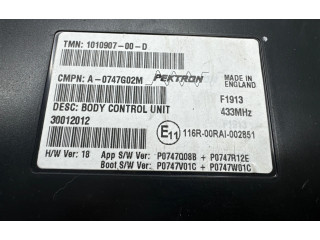 TMN: 1010907-00-D
CMPN: A-0747G02M PEKTRON MADE IN ENGLAND
F1913
DESC: BODY CONTROL UNIT 433MHz
30012012
E11 116R-00RAI-002851
H/W Ver: 18 App S/W Ver: P0747Q08B + P0747R12E
Boot S/W Ver: P0747V01C + P0747W01C